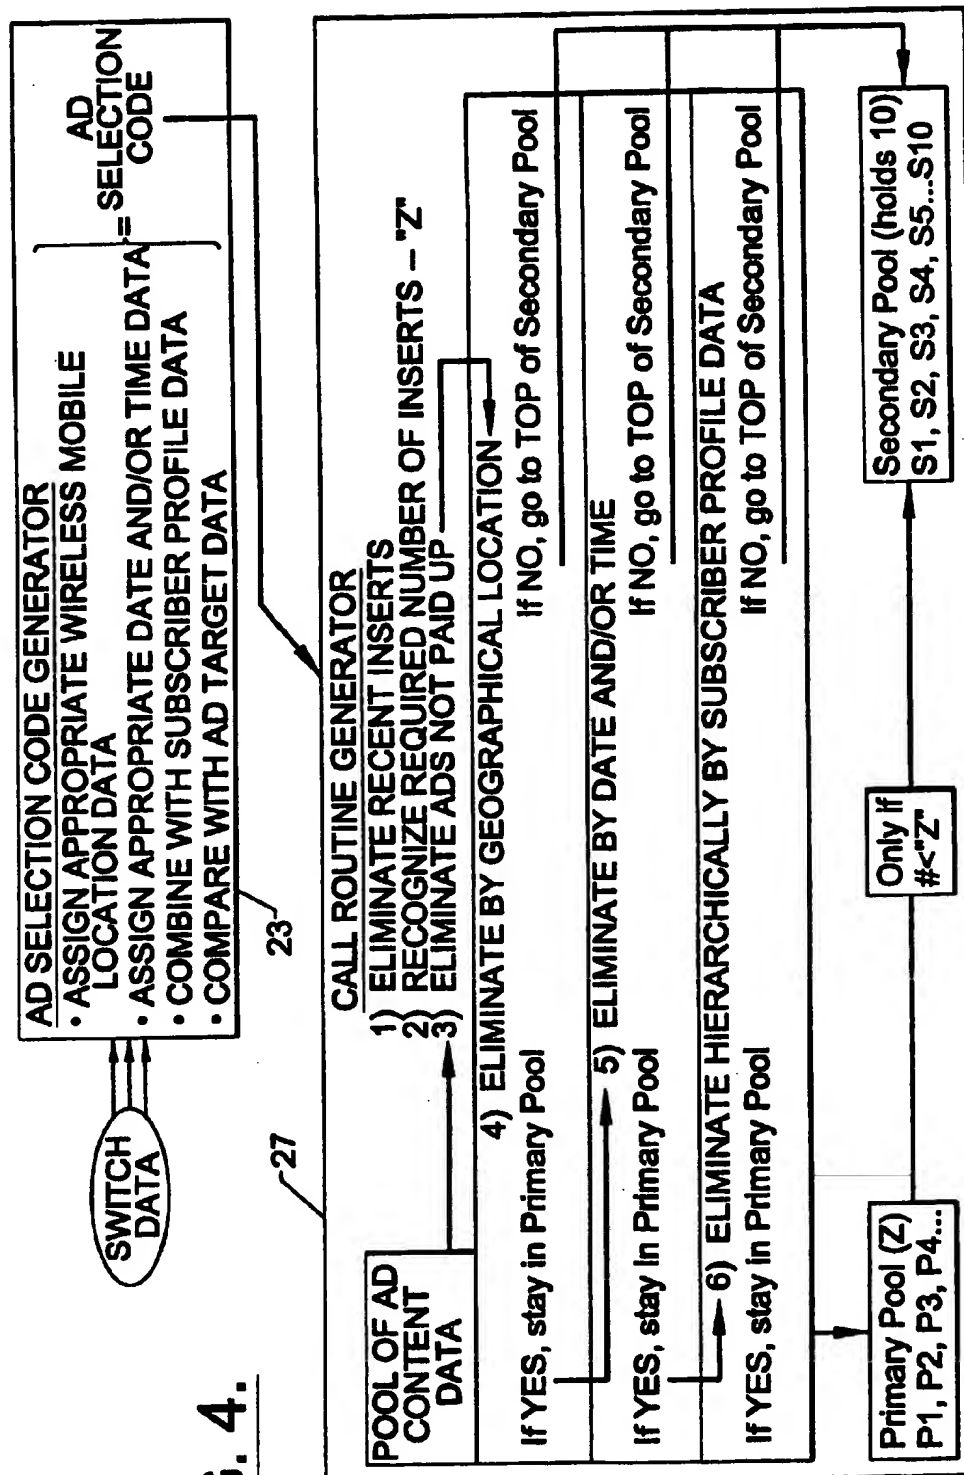 G. 4.
SWITCH
DATA
AD SELECTION CODE GENERATOR
• ASSIGN APPROPRIATE WIRELESS MOBILE
LOCATION DATA
• ASSIGN APPROPRIATE DATE AND/OR TIME DATA
• COMBINE WITH SUBSCRIBER PROFILE DATA
• COMPARE WITH AD TARGET DATA
AD
= SELECTION
CODE
23
27
CALL ROUTINE GENERATOR
1) ELIMINATE RECENT INSERTS
2) RECOGNIZE REQUIRED NUMBER OF INSERTS – "Z"
3) ELIMINATE ADS NOT PAID UP
POOL OF AD
CONTENT
DATA
4) ELIMINATE BY GEOGRAPHICAL LOCATION
If YES, stay in Primary Pool
If NO, go to TOP of Secondary Pool
5) ELIMINATE BY DATE AND/OR TIME
If YES, stay in Primary Pool
If NO, go to TOP of Secondary Pool
6) ELIMINATE HIERARCHICALLY BY SUBSCRIBER PROFILE DATA
If YES, stay in Primary Pool
If NO, go to TOP of Secondary Pool
Primary Pool (Z)
P1, P2, P3, P4...
Only if
#<"Z"
Secondary Pool (holds 10)
S1, S2, S3, S4, S5...S10